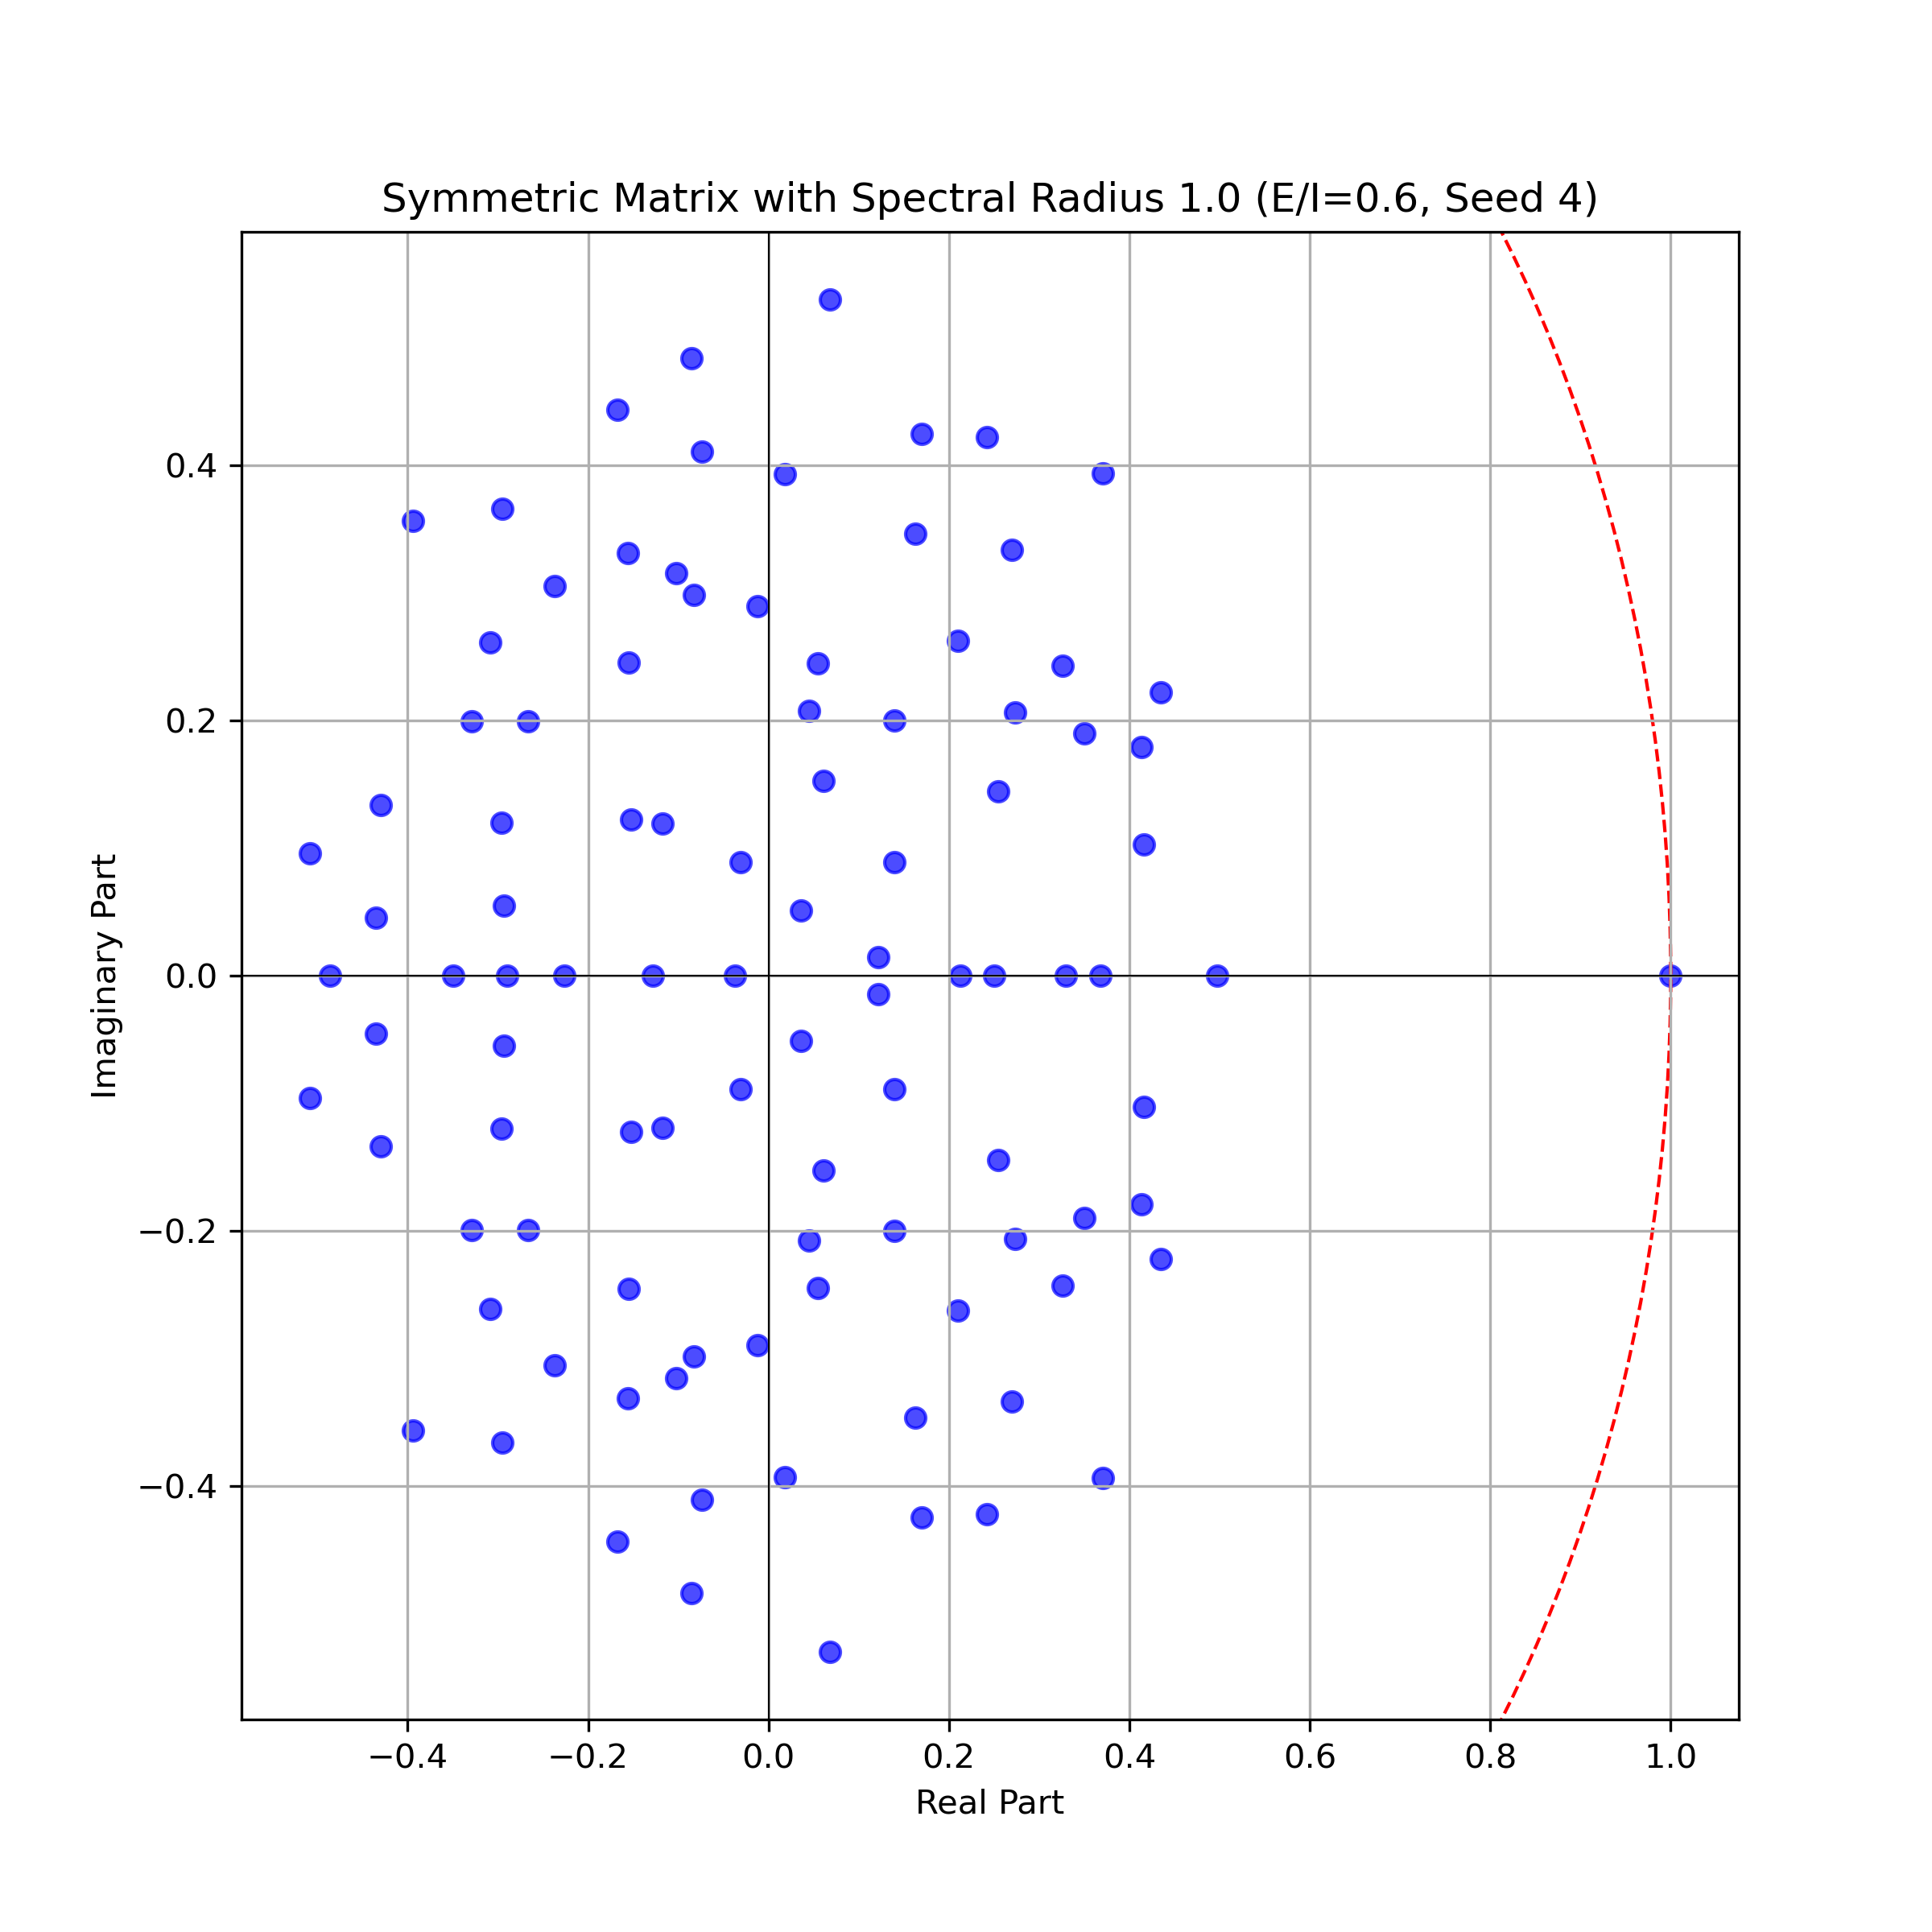 Symmetric Matrix with Spectral Radius 1.0 (E/I=0.6, Seed 4)
0.4
0.2
0.0
−0.2
−0.4
Imaginary Part
−0.4 −0.2 0.0 0.2 0.4 0.6 0.8 1.0
Real Part